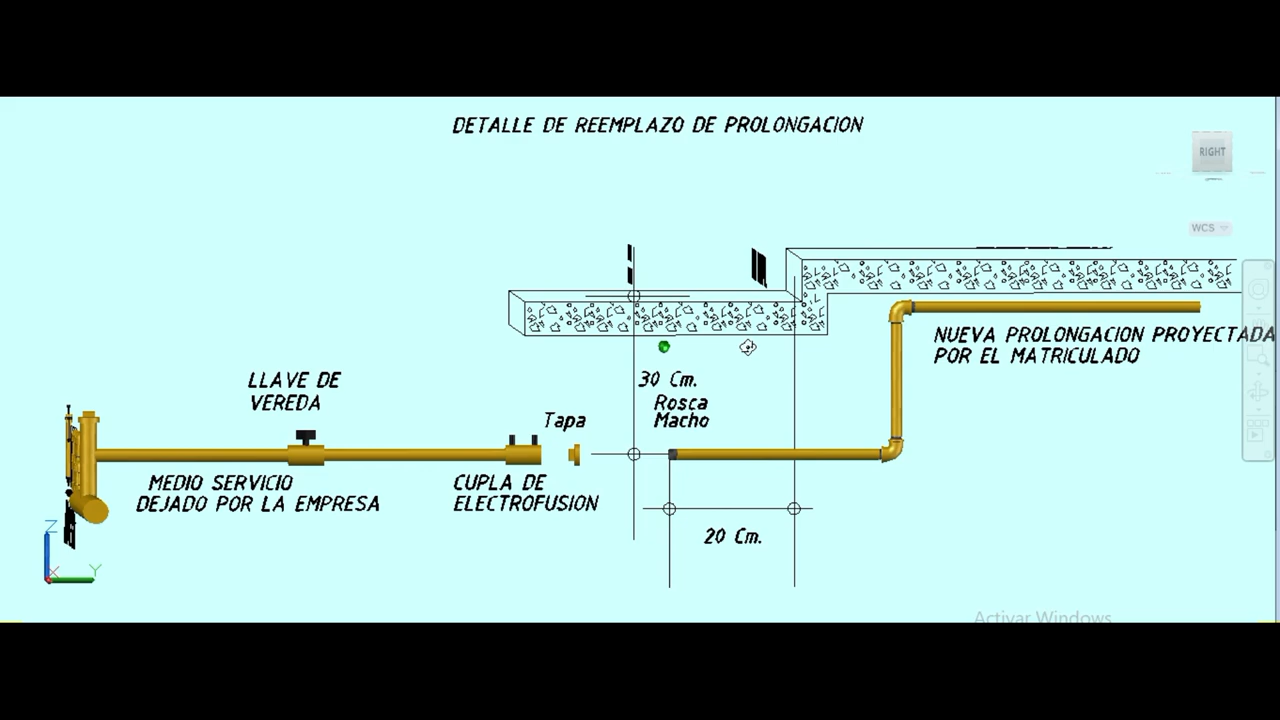 DETALLE DE REEMPLAZO DE PROLONGACION
RIGHT
WCS
NUEVA PROLONGACION PROYECTADA
POR EL MATRICULADO
LLAVE DE
VEREDA
30 Cm.
Rosca
Macho
Tapa
MEDIO SERVICIO
DEJADO POR LA EMPRESA
CUPLA DE
ELECTROFUSION
20 Cm.
Z
X
Y
Activar Windows